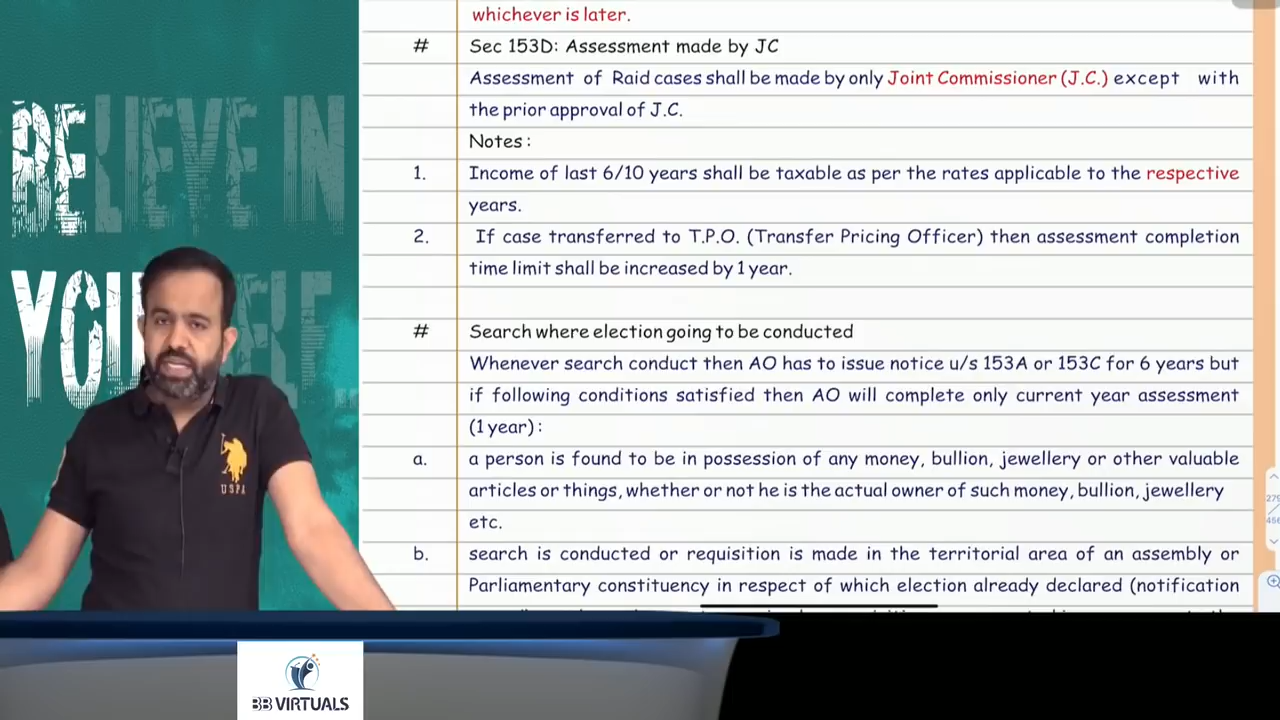 BELIEVE IN
YOURSELF..
USPA
BB VIRTUALS
whichever is later.
# Sec 153D: Assessment made by JC
Assessment of Raid cases shall be made by only Joint Commissioner (J.C.) except with
the prior approval of J.C.
Notes :
1. Income of last 6/10 years shall be taxable as per the rates applicable to the respective
years.
2. If case transferred to T.P.O. (Transfer Pricing Officer) then assessment completion
time limit shall be increased by 1 year.
# Search where election going to be conducted
Whenever search conduct then AO has to issue notice u/s 153A or 153C for 6 years but
if following conditions satisfied then AO will complete only current year assessment
(1 year) :
a. a person is found to be in possession of any money, bullion, jewellery or other valuable
articles or things, whether or not he is the actual owner of such money, bullion, jewellery
etc.
b. search is conducted or requisition is made in the territorial area of an assembly or
Parliamentary constituency in respect of which election already declared (notification
279
456